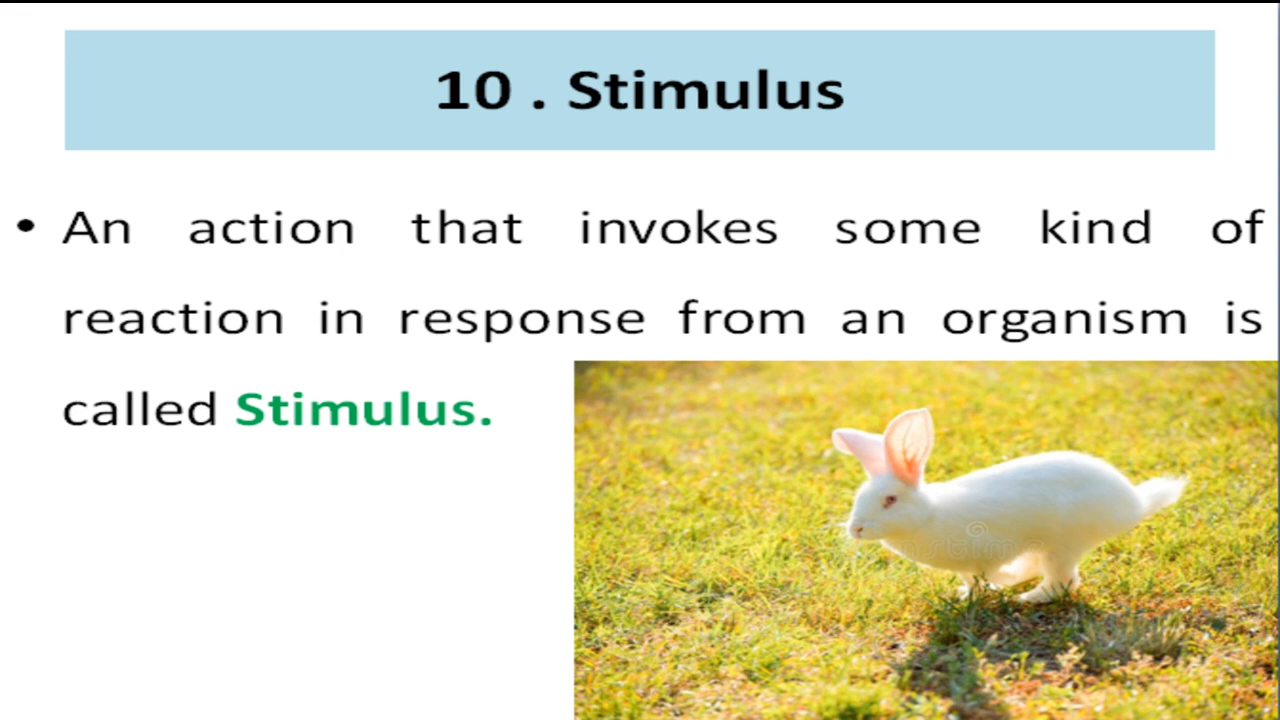 10 . Stimulus
• An action that invokes some kind of
reaction in response from an organism is
called Stimulus.